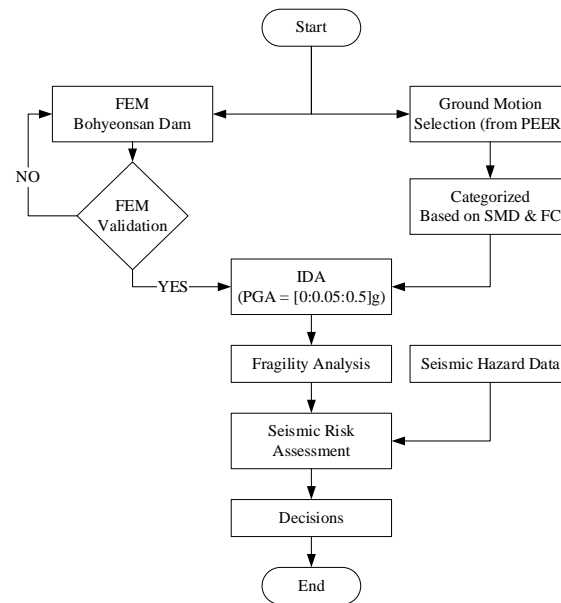 Start
FEM
Bohyeonsan Dam
Ground Motion
Selection (from PEER
NO
FEM
Validation
Categorized
Based on SMD & FC
YES
IDA
(PGA = [0:0.05:0.5]g)
Fragility Analysis
Seismic Hazard Data
Seismic Risk
Assessment
Decisions
End